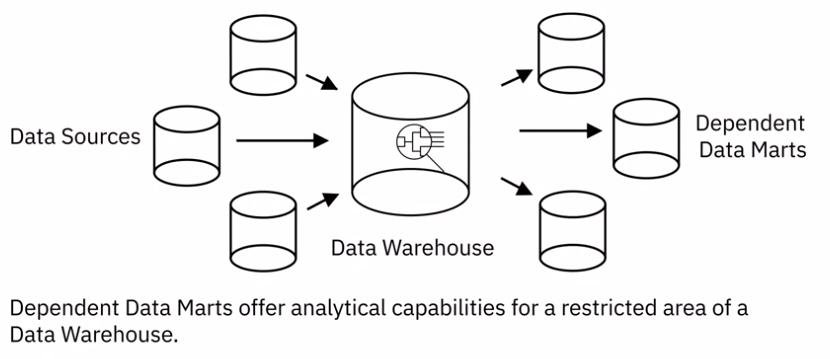 Data Sources
Dependent
Data Marts
Data Warehouse
Dependent Data Marts offer analytical capabilities for a restricted area of a
Data Warehouse.